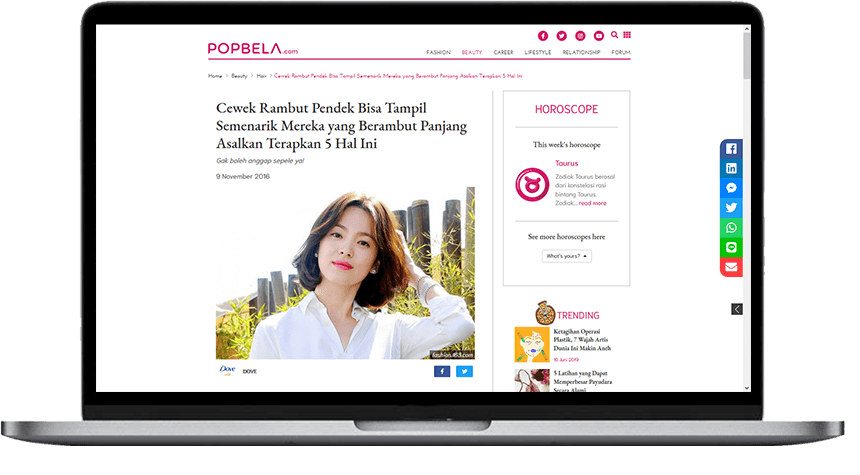 POPBELA.com
FASHION BEAUTY CAREER LIFESTYLE RELATIONSHIP FORUM
Home > Beauty > Hair > Cewek Rambut Pendek Bisa Tampil Semenarik Mereka yang Berambut Panjang Asalkan Terapkan 5 Hal Ini
Cewek Rambut Pendek Bisa Tampil
Semenarik Mereka yang Berambut Panjang
Asalkan Terapkan 5 Hal Ini
Gak boleh anggap sepele ya!
9 November 2016
fashion.163.com
Dove
DOVE
HOROSCOPE
This week's horoscope
Taurus
Zodiak Taurus berasal
dari konstelasi rasi
bintang Taurus.
Zodiak... read more
See more horoscopes here
What's yours?
TRENDING
Ketagihan Operasi
Plastik, 7 Wajah Artis
Dunia Ini Makin Aneh
10 Juni 2019
5 Latihan yang Dapat
Memperbesar Payudara
Secara Alami